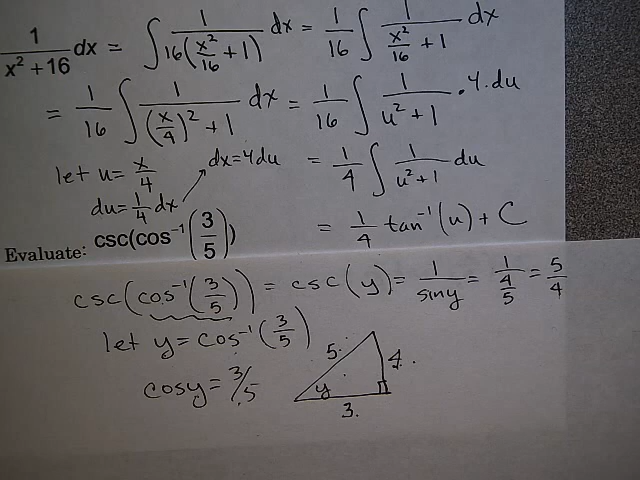 1/(x² + 16) dx = ∫ 1/(16(x²/16 + 1)) dx = 1/16 ∫ 1/(x²/16 + 1) dx
= 1/16 ∫ 1/((x/4)² + 1) dx = 1/16 ∫ 1/(u² + 1) · 4 · du
let u = x/4 dx = 4du = 1/4 ∫ 1/(u² + 1) du
du = 1/4 dx
Evaluate: csc(cos⁻¹(3/5)) = 1/4 tan⁻¹(u) + C
csc(cos⁻¹(3/5)) = csc(y) = 1/sin y = 1/(4/5) = 5/4
let y = cos⁻¹(3/5)
cos y = 3/5
5.
4.
y
3.